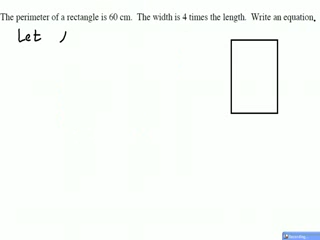 The perimeter of a rectangle is 60 cm. The width is 4 times the length. Write an equation.
Let